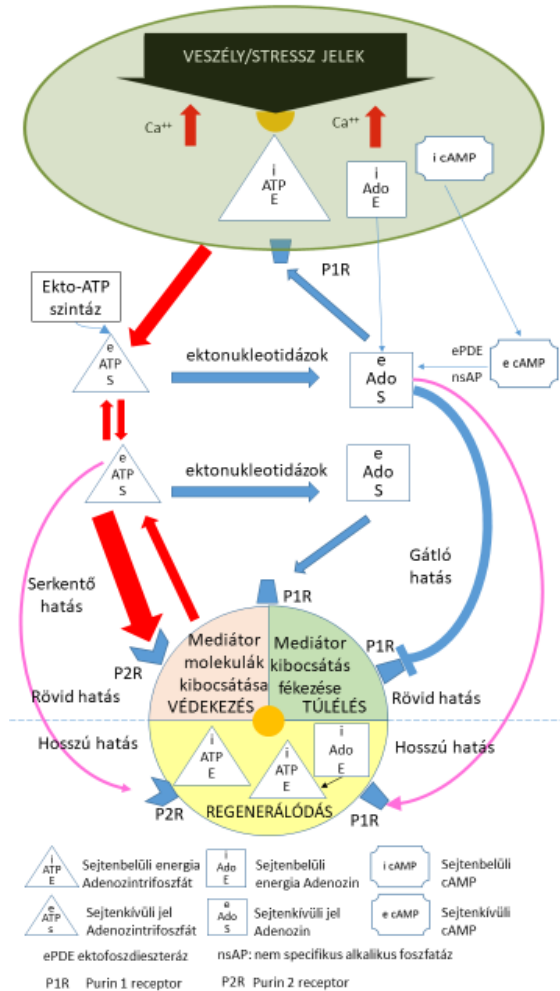 VESZÉLY/STRESSZ JELEK
Ca++
Ca++
i
ATP
E
i
Ado
E
i cAMP
P1R
Ekto-ATP
szintáz
e
ATP
S
ektonukleotidázok
e
Ado
S
ePDE
nsAP
e cAMP
e
ATP
S
ektonukleotidázok
e
Ado
S
Serkentő
hatás
Gátló
hatás
P1R
P2R
P1R
Mediátor
molekulák
kibocsátása
VÉDEKEZÉS
Mediátor
kibocsátás
fékezése
TÚLÉLÉS
Rövid hatás
Rövid hatás
Hosszú hatás
Hosszú hatás
i
ATP
E
i
ATP
E
i
Ado
E
REGENERÁLÓDÁS
P2R
P1R
i
ATP
E
Sejtenbelüli energia
Adenozintrifoszfát
i
Ado
E
Sejtenbelüli
energia Adenozin
i cAMP
Sejtenbelüli
cAMP
e
ATP
s
Sejtenkívüli jel
Adenozintrifoszfát
e
Ado
S
Sejtenkívüli jel
Adenozin
e cAMP
Sejtenkívüli
cAMP
ePDE ektofoszdieszteráz
nsAP: nem specifikus alkalikus foszfatáz
P1R Purin 1 receptor
P2R Purin 2 receptor